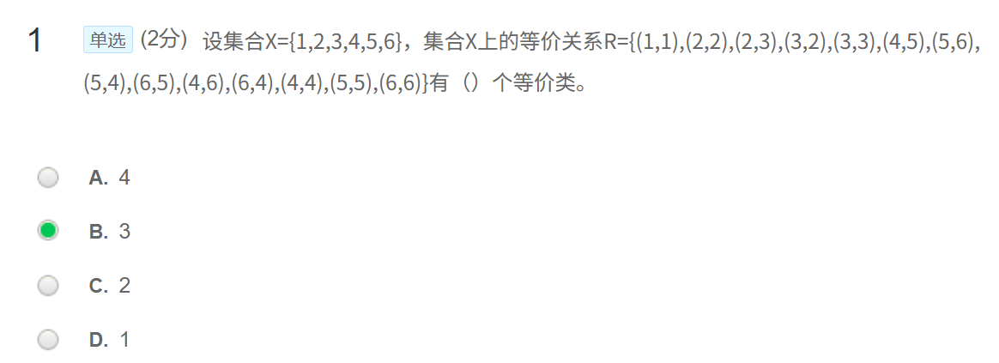 1 单选 (2分) 设集合X={1,2,3,4,5,6}，集合X上的等价关系R={(1,1),(2,2),(2,3),(3,2),(3,3),(4,5),(5,6),
(5,4),(6,5),(4,6),(6,4),(4,4),(5,5),(6,6)}有（）个等价类。
A. 4
B. 3
C. 2
D. 1